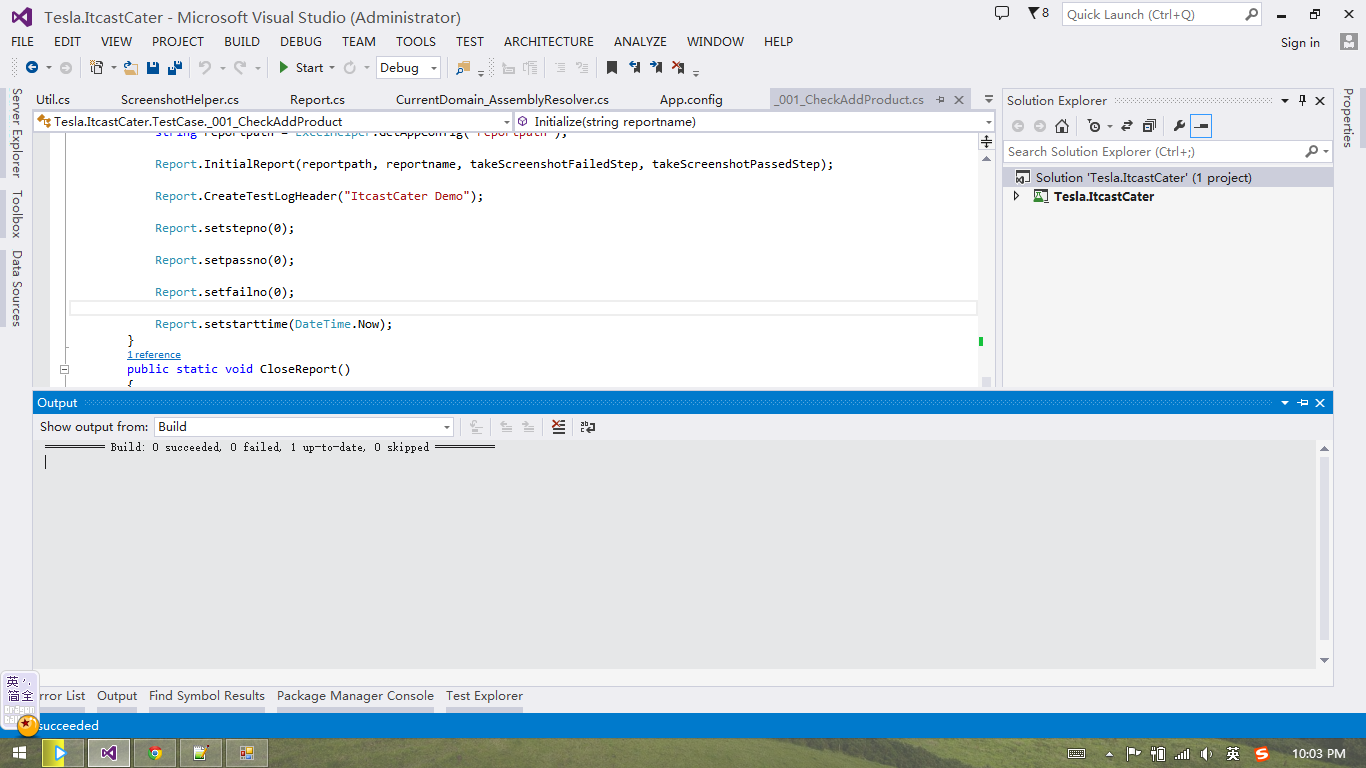 Tesla.ItcastCater - Microsoft Visual Studio (Administrator)
8
Quick Launch (Ctrl+Q)
FILE EDIT VIEW PROJECT BUILD DEBUG TEAM TOOLS TEST ARCHITECTURE ANALYZE WINDOW HELP
Sign in
Start
Debug
Server Explorer
Toolbox
Data Sources
Util.cs ScreenshotHelper.cs Report.cs CurrentDomain_AssemblyResolver.cs App.config _001_CheckAddProduct.cs
Tesla.ItcastCater.TestCase._001_CheckAddProduct
Initialize(string reportname)
string reportpath = ExcelHelper.GetAppConfig("reportpath");
Report.InitialReport(reportpath, reportname, takeScreenshotFailedStep, takeScreenshotPassedStep);
Report.CreateTestLogHeader("ItcastCater Demo");
Report.setstepno(0);
Report.setpassno(0);
Report.setfailno(0);
Report.setstarttime(DateTime.Now);
}
1 reference
public static void CloseReport()
{
Solution Explorer
Search Solution Explorer (Ctrl+;)
Solution 'Tesla.ItcastCater' (1 project)
Tesla.ItcastCater
Properties
Output
Show output from: Build
========== Build: 0 succeeded, 0 failed, 1 up-to-date, 0 skipped ==========
rror List Output Find Symbol Results Package Manager Console Test Explorer
英
简全
succeeded
英
10:03 PM